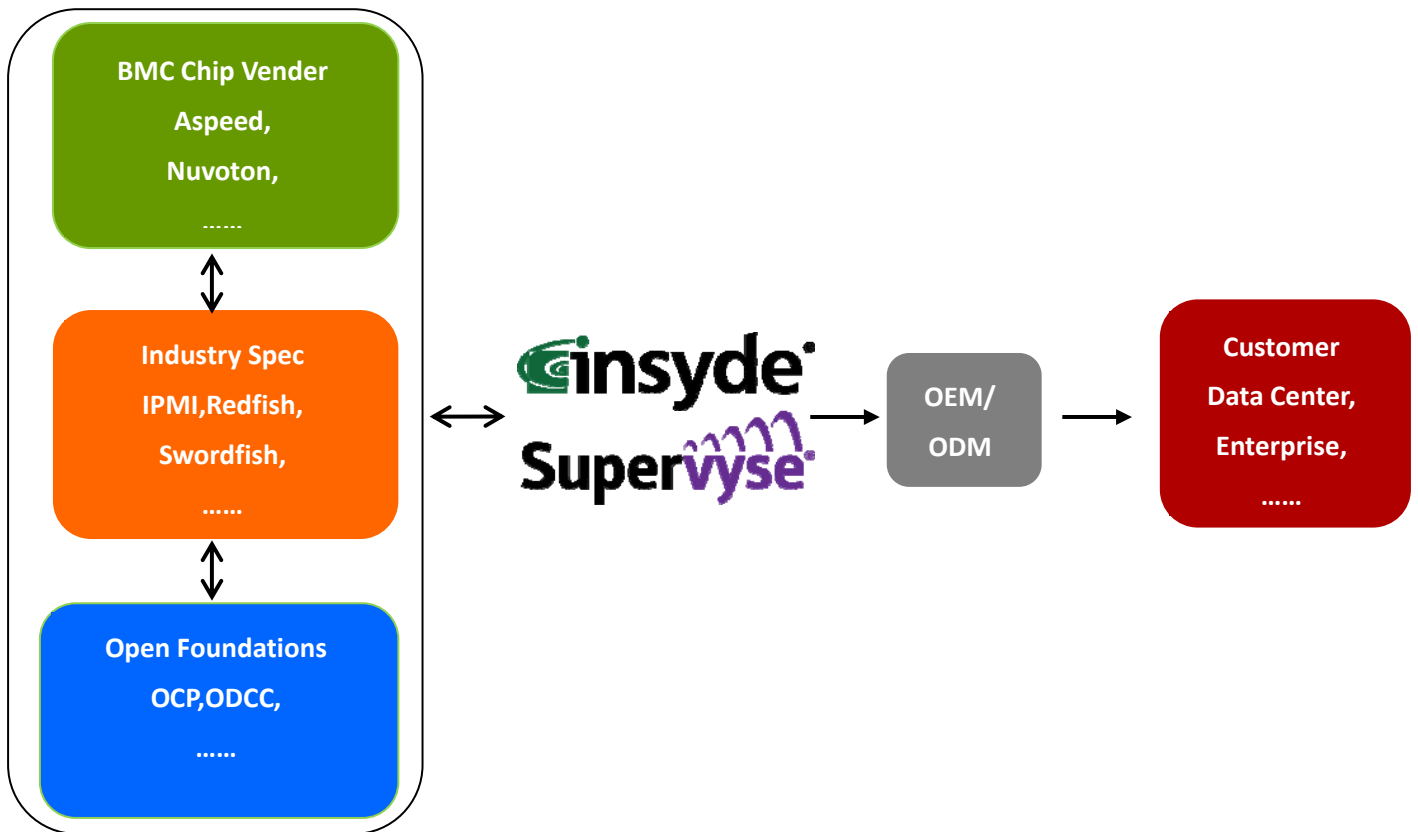 BMC Chip Vender
Aspeed,
Nuvoton,
......
Industry Spec
IPMI,Redfish,
Swordfish,
......
Open Foundations
OCP,ODCC,
......
insyde®
Supervyse®
OEM/
ODM
Customer
Data Center,
Enterprise,
......